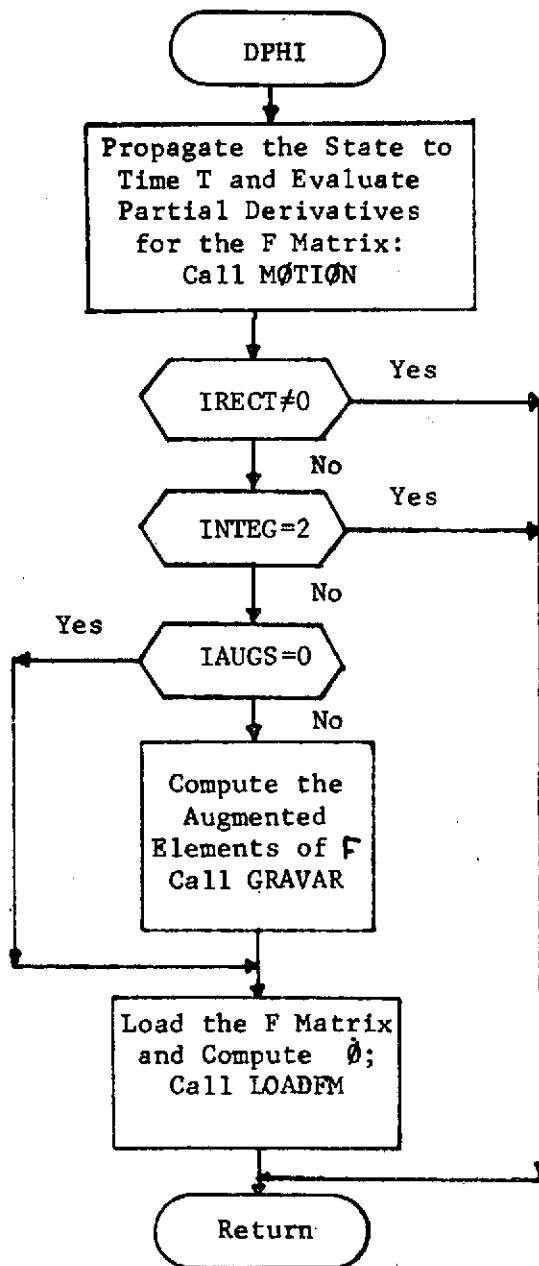 DPHI
Propagate the State to
Time T and Evaluate
Partial Derivatives
for the F Matrix:
Call MØTIØN
IRECT≠0
Yes
No
INTEG=2
Yes
No
IAUGS=0
Yes
No
Compute the
Augmented
Elements of F
Call GRAVAR
Load the F Matrix
and Compute φ̇;
Call LOADFM
Return